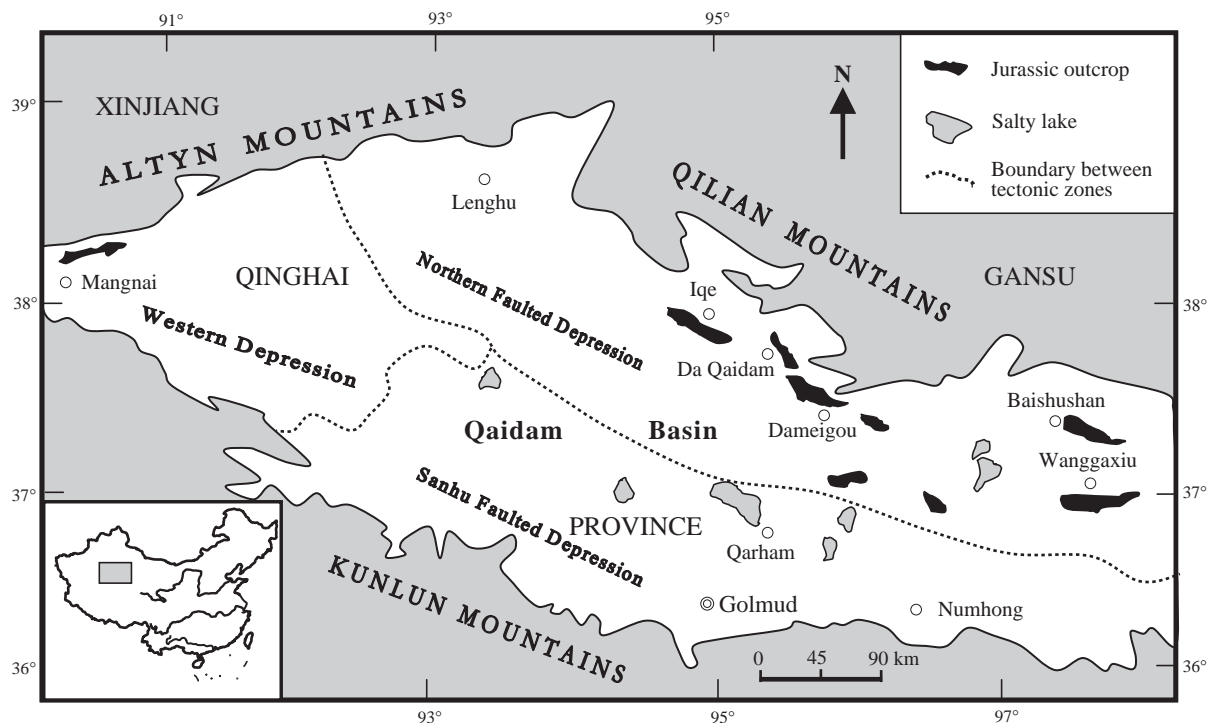 91°
93°
95°
39°
XINJIANG
ALTYN MOUNTAINS
N
Jurassic outcrop
Salty lake
Boundary between
tectonic zones
Lenghu
QILIAN MOUNTAINS
Mangnai
QINGHAI
Northern Faulted Depression
Iqe
GANSU
38°
38°
Western Depression
Da Qaidam
Baishushan
Qaidam Basin
Dameigou
Wanggaxiu
37°
37°
Sanhu Faulted Depression
PROVINCE
Qarham
KUNLUN MOUNTAINS
Golmud
Numhong
36°
0 45 90 km
36°
93°
95°
97°